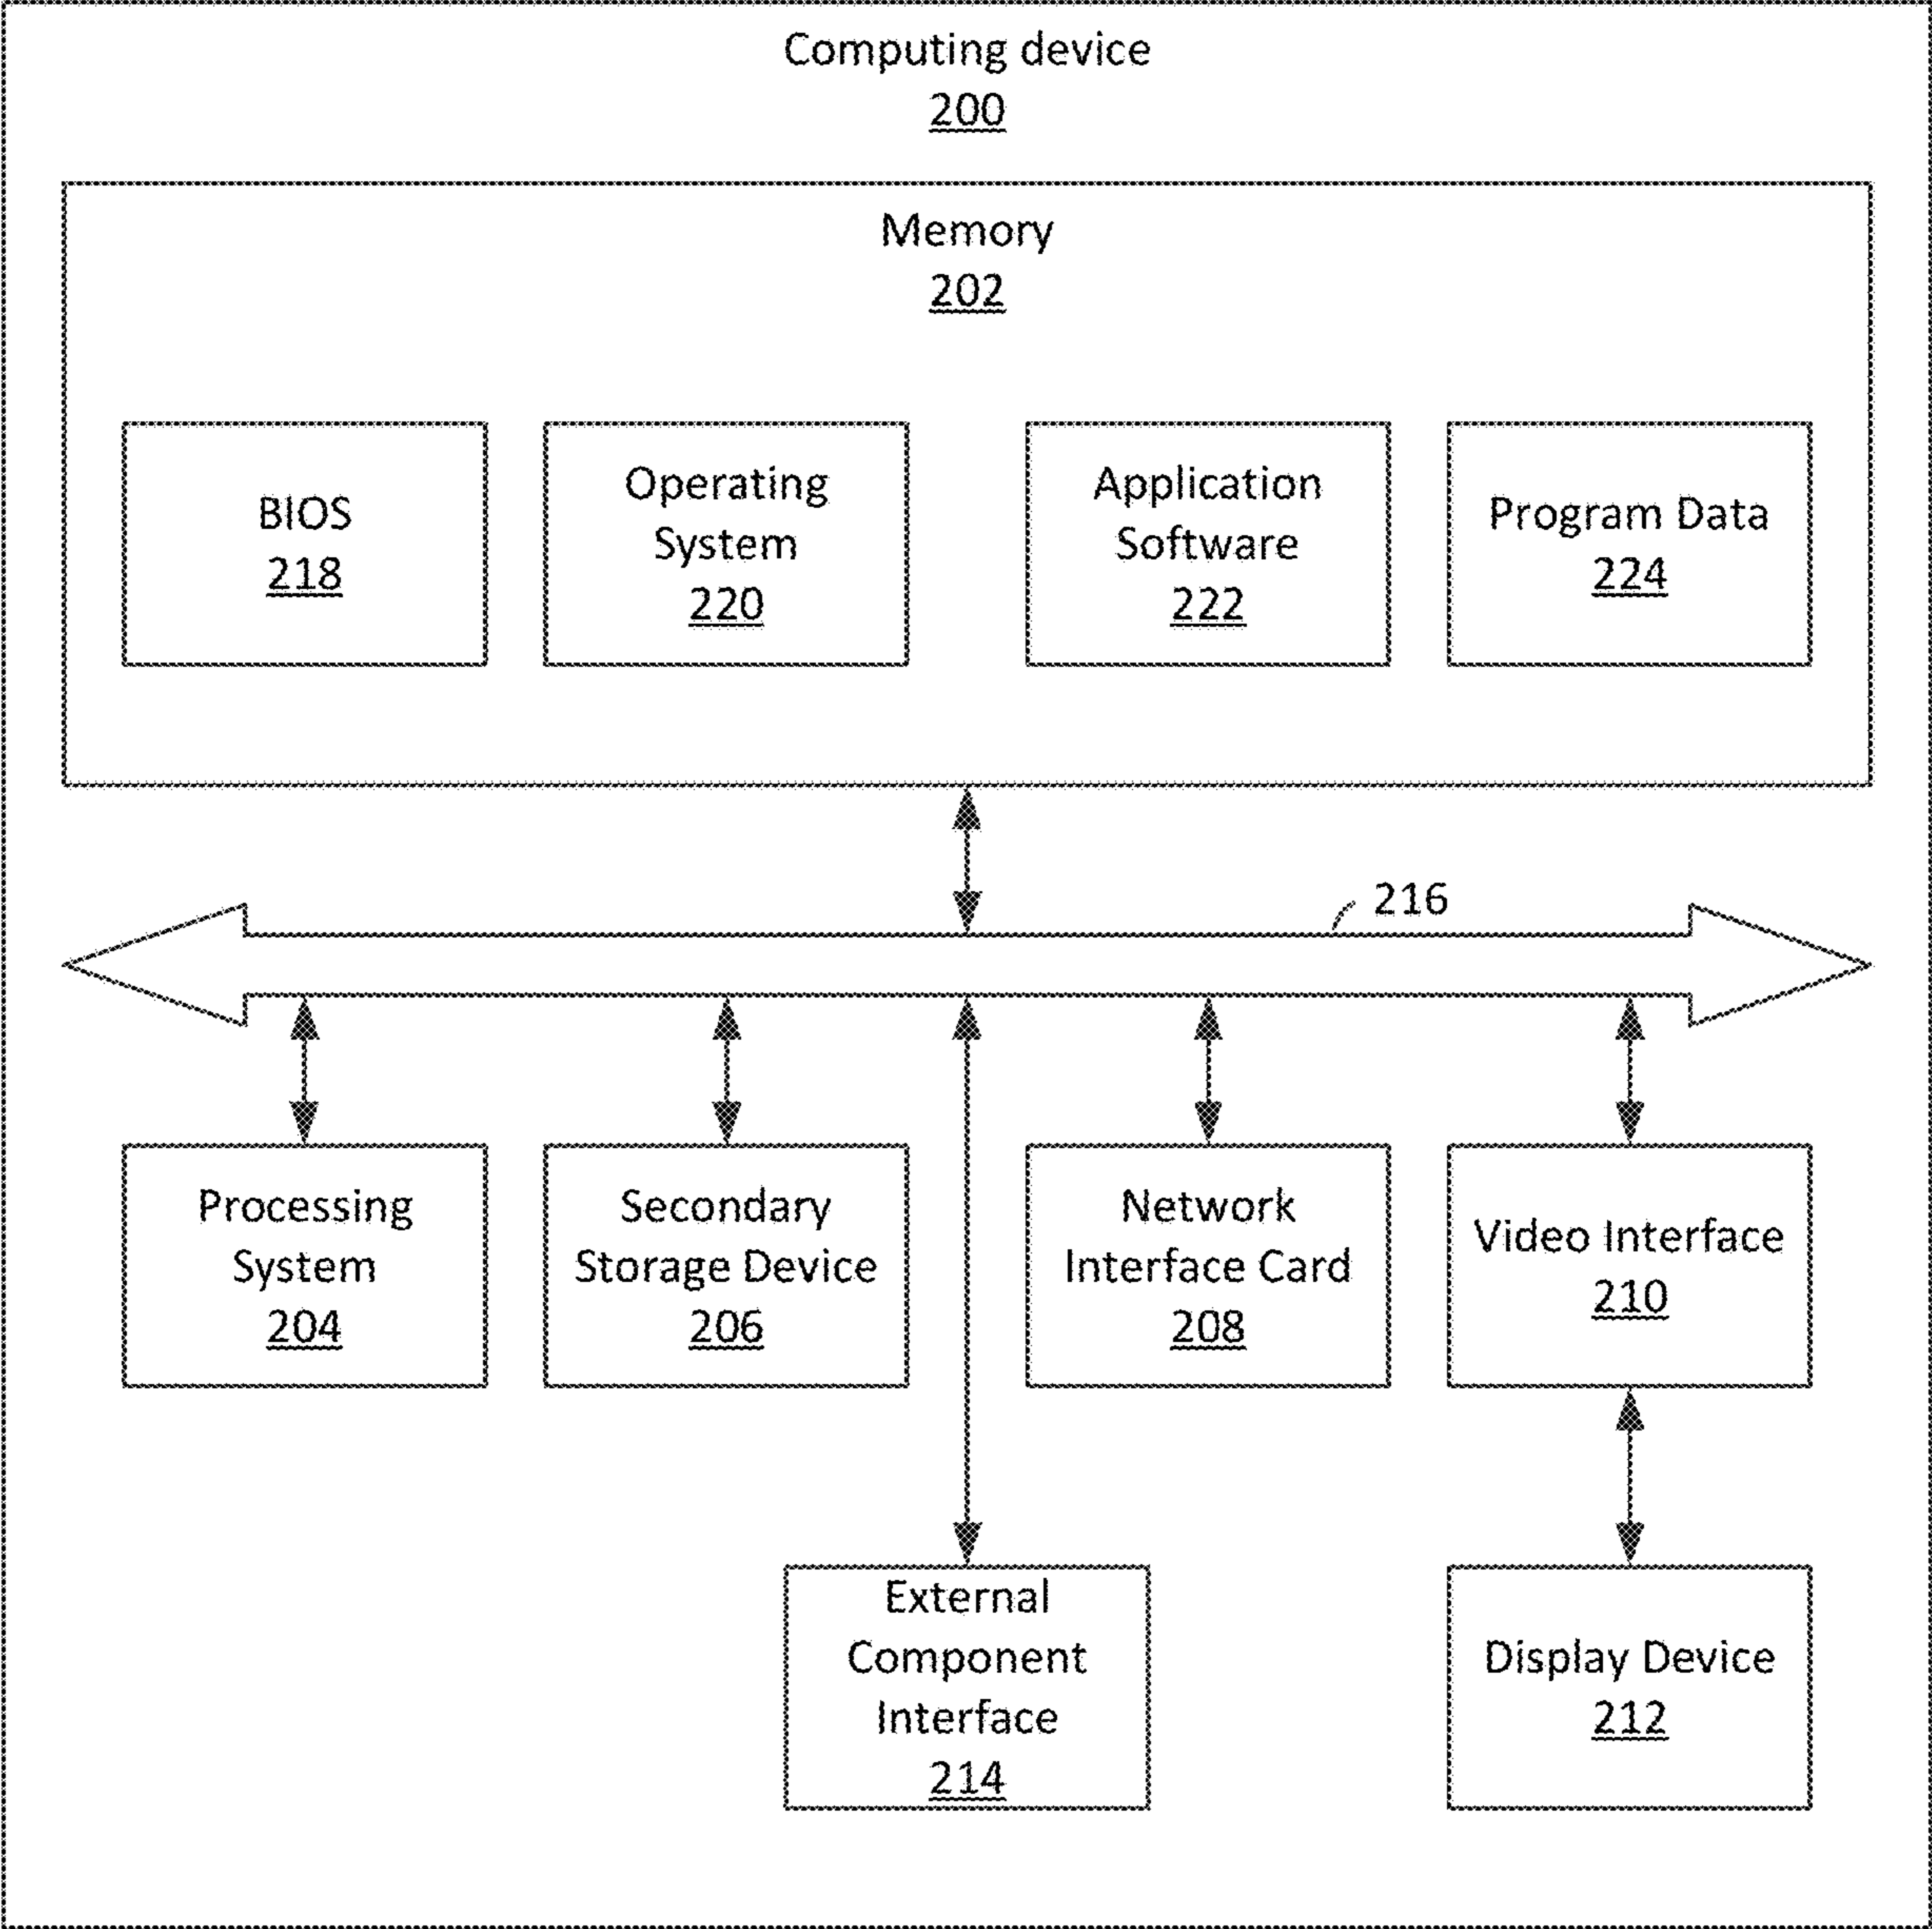 Computing device
200
Memory
202
BIOS
218
Operating
System
220
Application
Software
222
Program Data
224
216
Processing
System
204
Secondary
Storage Device
206
Network
Interface Card
208
Video Interface
210
External
Component
Interface
214
Display Device
212